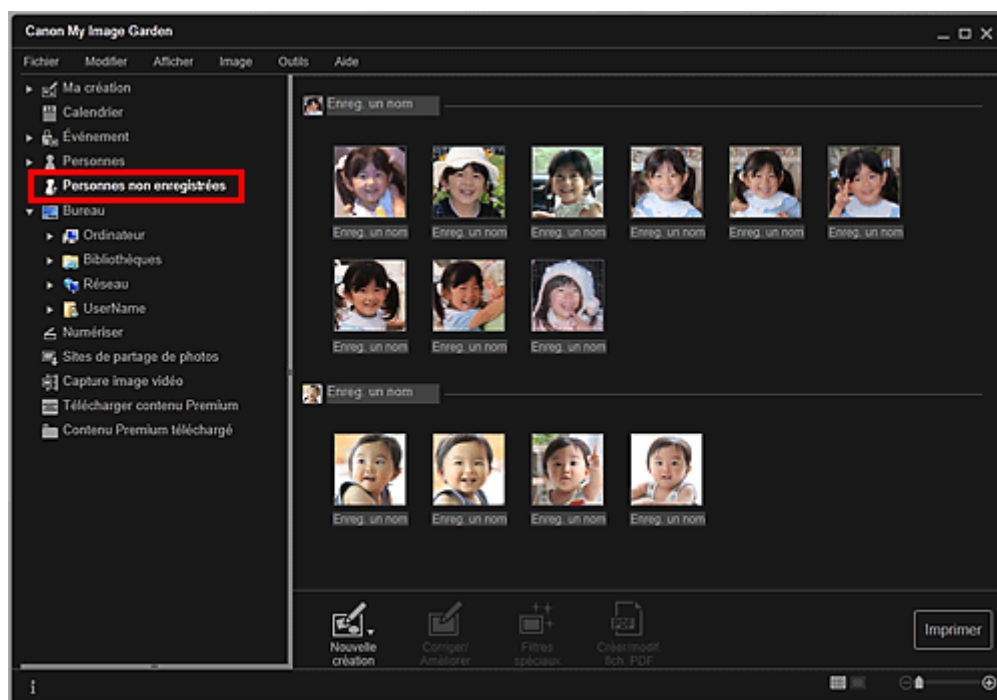 Canon My Image Garden
Fichier Modifier Afficher Image Outils Aide
Ma création
Calendrier
Événement
Personnes
Personnes non enregistrées
Bureau
Ordinateur
Bibliothèques
Réseau
UserName
Numériser
Sites de partage de photos
Capture image vidéo
Télécharger contenu Premium
Contenu Premium téléchargé
Enreg. un nom
Enreg. un nom Enreg. un nom Enreg. un nom Enreg. un nom Enreg. un nom Enreg. un nom
Enreg. un nom Enreg. un nom Enreg. un nom
Enreg. un nom
Enreg. un nom Enreg. un nom Enreg. un nom Enreg. un nom
Nouvelle création
Corriger/ Améliorer
Filtres spéciaux
PDF
Créer/modif. fich. PDF
Imprimer